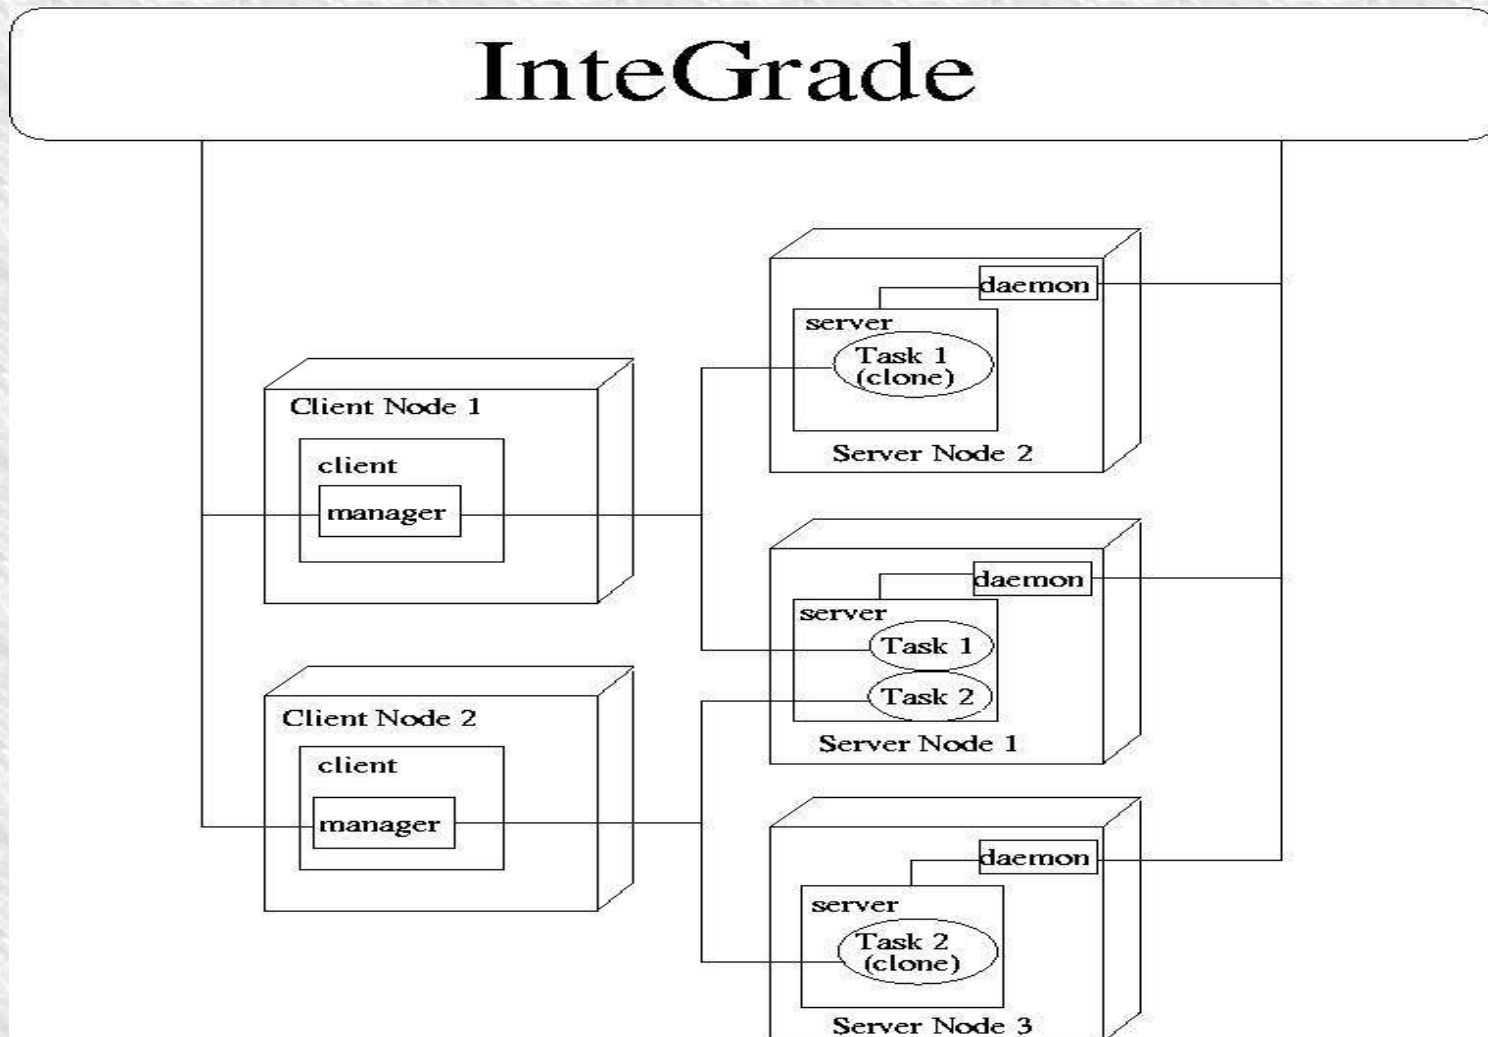 InteGrade
Client Node 1
client
manager
Client Node 2
client
manager
daemon
server
Task 1
(clone)
Server Node 2
daemon
server
Task 1
Task 2
Server Node 1
daemon
server
Task 2
(clone)
Server Node 3